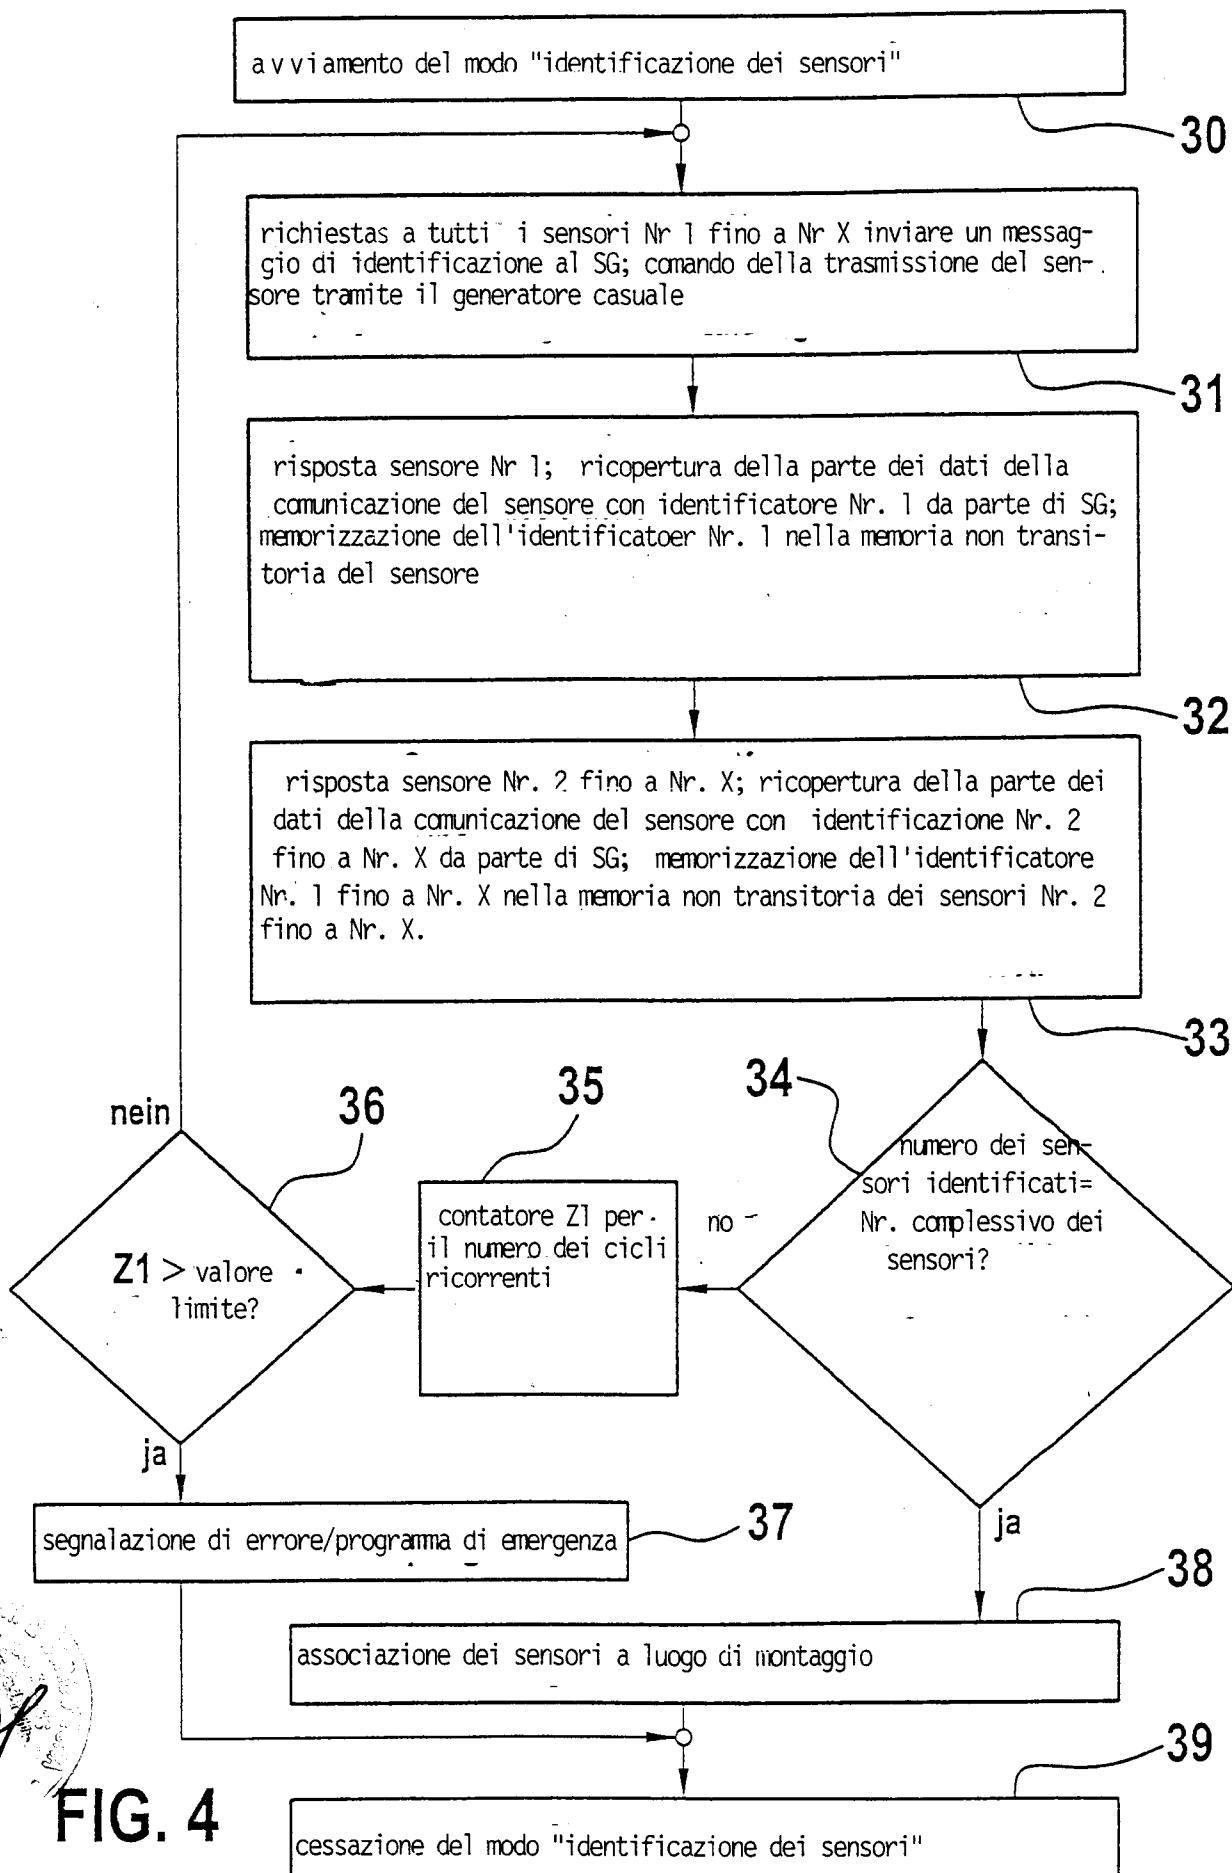 avviamento del modo "identificazione dei sensori"
30
richiestas a tutti i sensori Nr 1 fino a Nr X inviare un messag-
gio di identificazione al SG; comando della trasmissione del sen-
sore tramite il generatore casuale
31
risposta sensore Nr 1; ricopertura della parte dei dati della
comunicazione del sensore con identificatore Nr. 1 da parte di SG;
memorizzazione dell'identificatoer Nr. 1 nella memoria non transi-
toria del sensore
32
risposta sensore Nr. 2 fino a Nr. X; ricopertura della parte dei
dati della comunicazione del sensore con identificazione Nr. 2
fino a Nr. X da parte di SG; memorizzazione dell'identificatore
Nr. 1 fino a Nr. X nella memoria non transitoria dei sensori Nr. 2
fino a Nr. X.
33
34
numero dei sen-
sori identificati=
Nr. complessivo dei
sensori?
no
35
contatore Z1 per
il numero dei cicli
ricorrenti
36
nein
Z1 > valore
limite?
ja
ja
segnalazione di errore/programma di emergenza
37
38
associazione dei sensori a luogo di montaggio
39
cessazione del modo "identificazione dei sensori"
FIG. 4